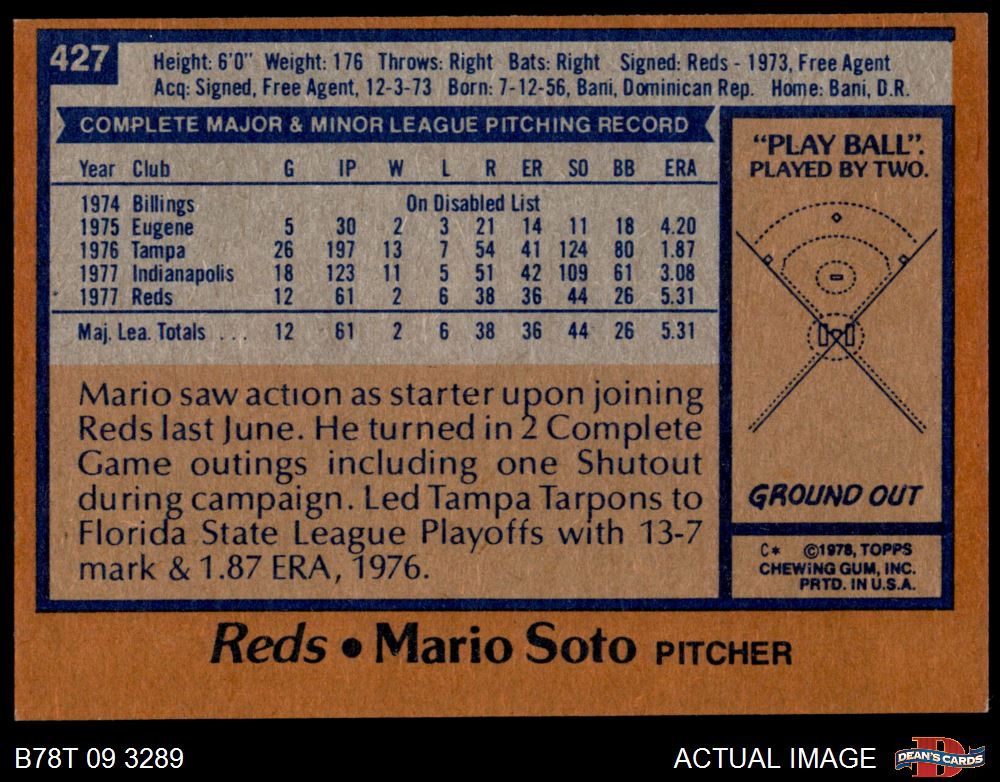 427
Height: 6'0" Weight: 176 Throws: Right Bats: Right Signed: Reds - 1973, Free Agent
Acq: Signed, Free Agent, 12-3-73 Born: 7-12-56, Bani, Dominican Rep. Home: Bani, D.R.
COMPLETE MAJOR & MINOR LEAGUE PITCHING RECORD
Year Club G IP W L R ER SO BB ERA
1974 Billings On Disabled List
1975 Eugene 5 30 2 3 21 14 11 18 4.20
1976 Tampa 26 197 13 7 54 41 124 80 1.87
1977 Indianapolis 18 123 11 5 51 42 109 61 3.08
1977 Reds 12 61 2 6 38 36 44 26 5.31
Maj. Lea. Totals . . . 12 61 2 6 38 36 44 26 5.31
Mario saw action as starter upon joining
Reds last June. He turned in 2 Complete
Game outings including one Shutout
during campaign. Led Tampa Tarpons to
Florida State League Playoffs with 13-7
mark & 1.87 ERA, 1976.
"PLAY BALL".
PLAYED BY TWO.
GROUND OUT
C* ©1978, TOPPS
CHEWING GUM, INC.
PRTD. IN U.S.A.
Reds • Mario Soto PITCHER
B78T 09 3289
ACTUAL IMAGE
D
DEAN'S CARDS